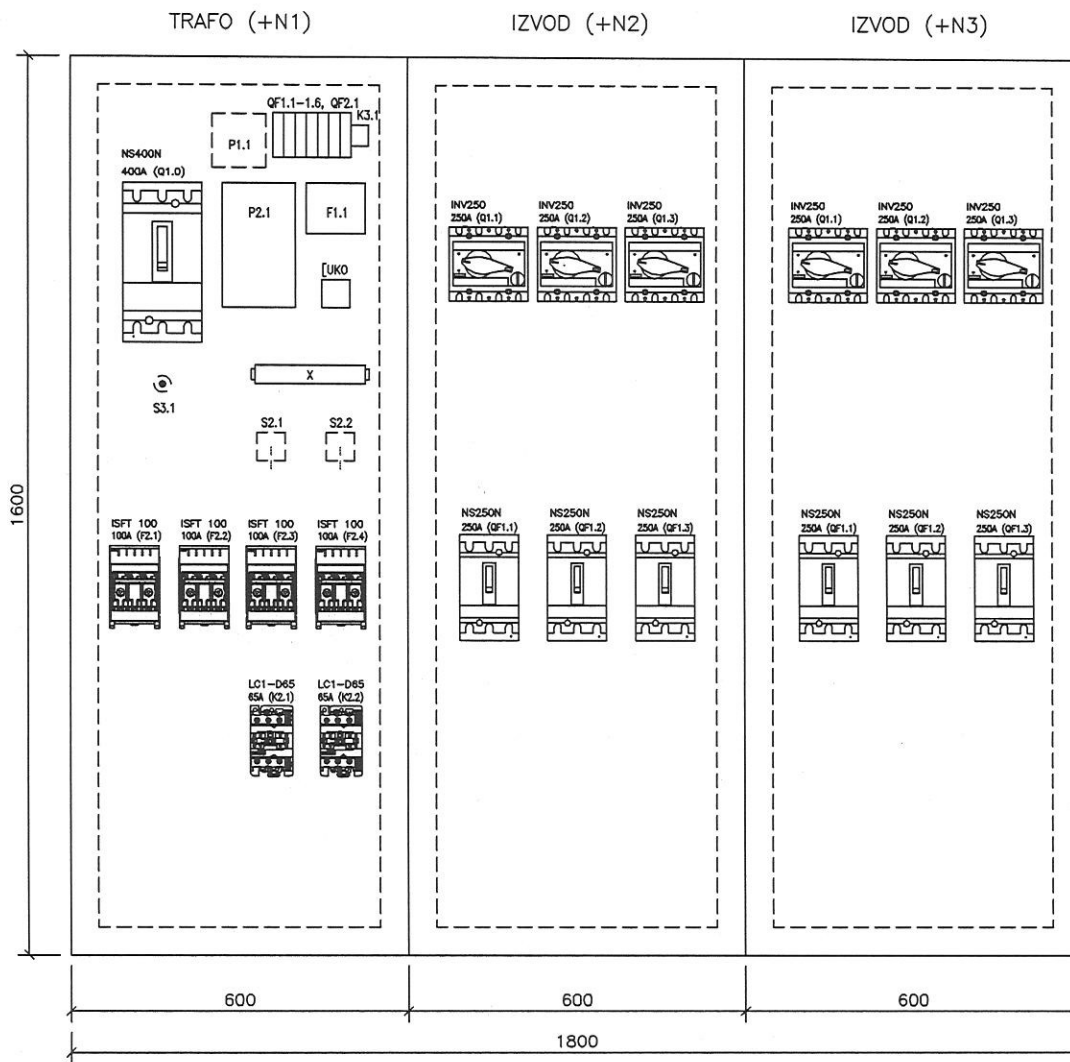 TRAFO (+N1)
IZVOD (+N2)
IZVOD (+N3)
QF1.1-1.6, QF2.1
K3.1
P1.1
NS400N
400A (Q1.0)
P2.1
F1.1
UKO
X
S3.1
S2.1
S2.2
ISFT 100
100A (F2.1)
ISFT 100
100A (F2.2)
ISFT 100
100A (F2.3)
ISFT 100
100A (F2.4)
LC1-D65
65A (K2.1)
LC1-D65
65A (K2.2)
INV250
250A (Q1.1)
INV250
250A (Q1.2)
INV250
250A (Q1.3)
NS250N
250A (QF1.1)
NS250N
250A (QF1.2)
NS250N
250A (QF1.3)
INV250
250A (Q1.1)
INV250
250A (Q1.2)
INV250
250A (Q1.3)
NS250N
250A (QF1.1)
NS250N
250A (QF1.2)
NS250N
250A (QF1.3)
1600
600
600
600
1800